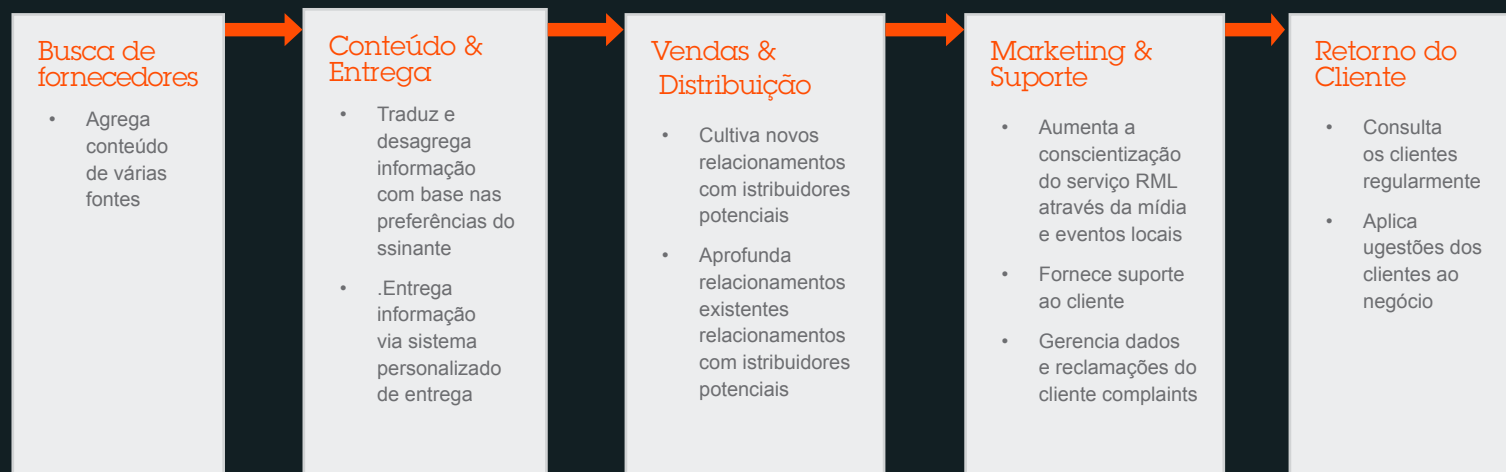 Busca de
fornecedores
• Agrega
conteúdo
de várias
fontes
Conteúdo &
Entrega
• Traduz e
desagrega
informação
com base nas
preferências do
ssinante
• .Entrega
informação
via sistema
personalizado
de entrega
Vendas &
Distribuição
• Cultiva novos
relacionamentos
com istribuidores
potenciais
• Aprofunda
relacionamentos
existentes
relacionamentos
com istribuidores
potenciais
Marketing &
Suporte
• Aumenta a
conscientização
do serviço RML
através da mídia
e eventos locais
• Fornece suporte
ao cliente
• Gerencia dados
e reclamações do
cliente complaints
Retorno do
Cliente
• Consulta
os clientes
regularmente
• Aplica
ugestões dos
clientes ao
negócio